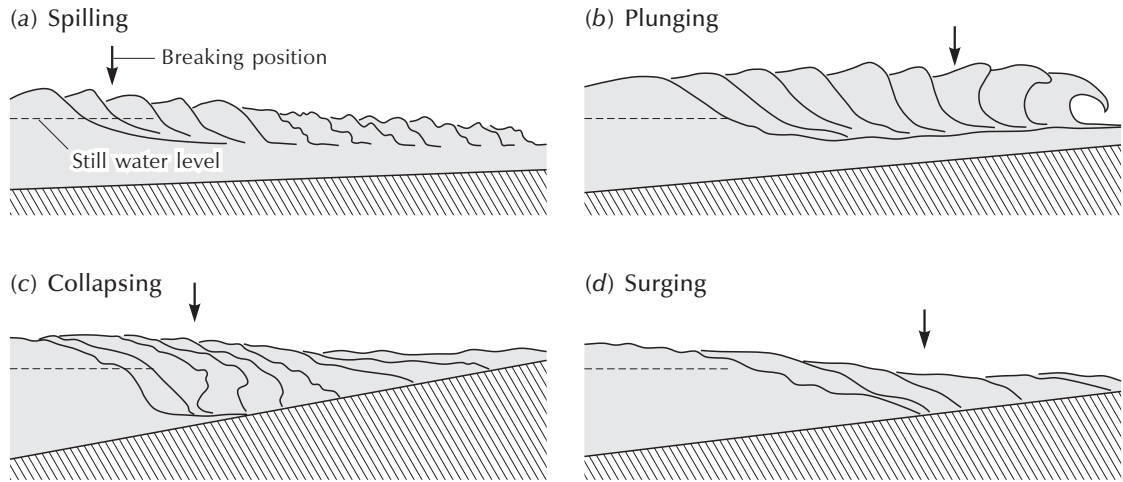 (a) Spilling
Breaking position
Still water level
(b) Plunging
(c) Collapsing
(d) Surging